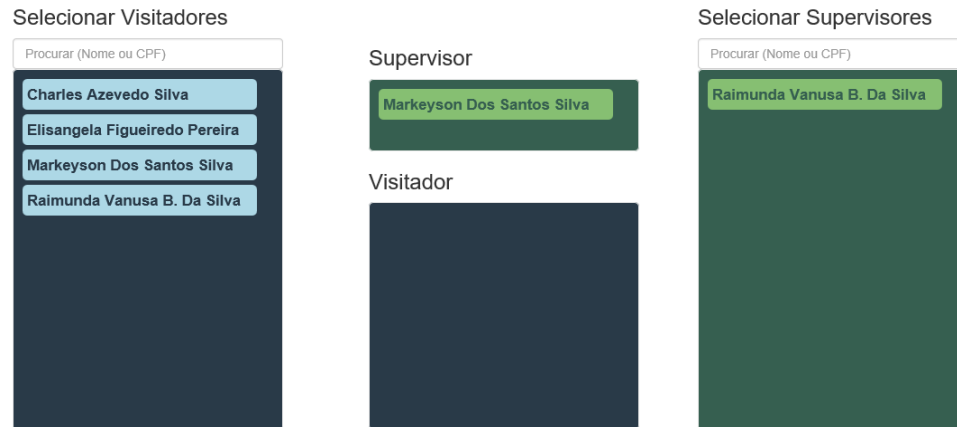 Selecionar Visitadores
Procurar (Nome ou CPF)
Charles Azevedo Silva
Elisangela Figueiredo Pereira
Markeyson Dos Santos Silva
Raimunda Vanusa B. Da Silva
Supervisor
Markeyson Dos Santos Silva
Visitador
Selecionar Supervisores
Procurar (Nome ou CPF)
Raimunda Vanusa B. Da Silva